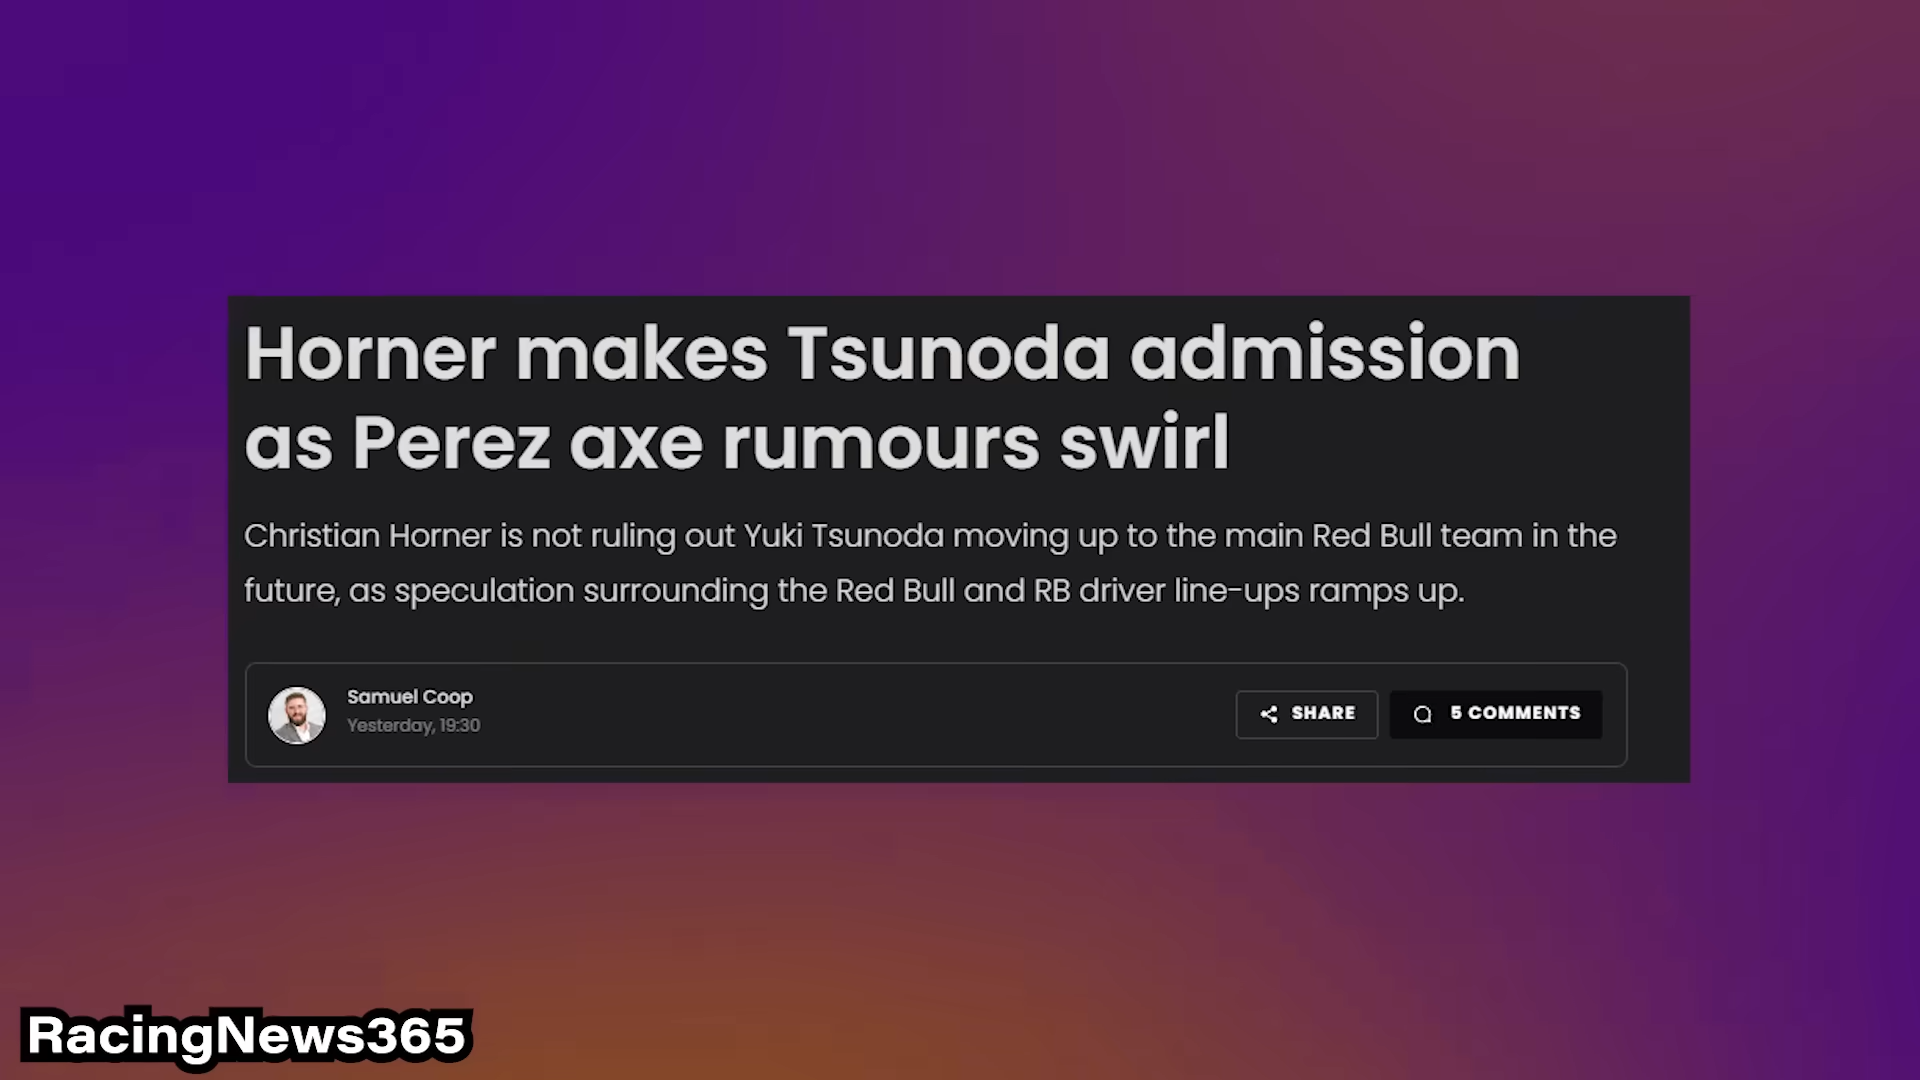 Horner makes Tsunoda admission
as Perez axe rumours swirl
Christian Horner is not ruling out Yuki Tsunoda moving up to the main Red Bull team in the
future, as speculation surrounding the Red Bull and RB driver line-ups ramps up.
Samuel Coop
Yesterday, 19:30
SHARE
5 COMMENTS
RacingNews365